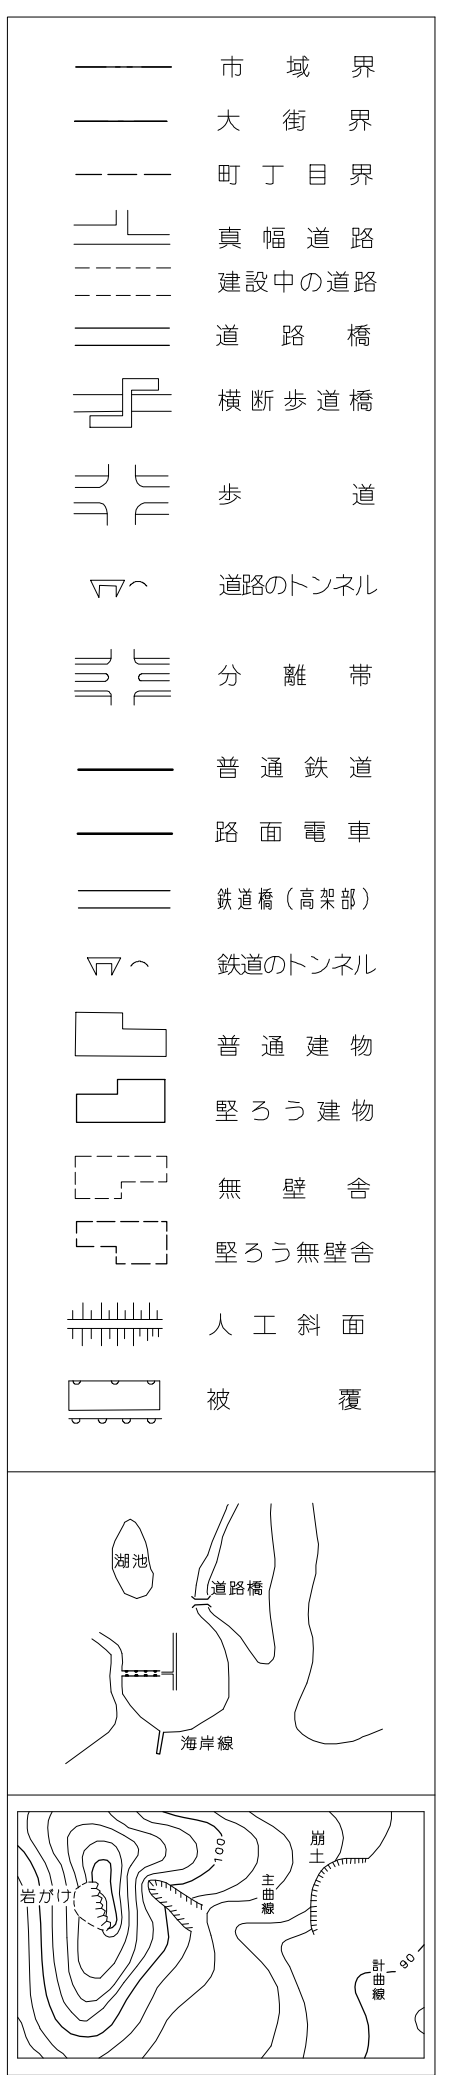 市域界
大街界
町丁目界
真幅道路
建設中の道路
道路橋
横断歩道橋
歩道
道路のトンネル
分離帯
普通鉄道
路面電車
鉄道橋（高架部）
鉄道のトンネル
普通建物
堅ろう建物
無壁舎
堅ろう無壁舎
人工斜面
被覆
湖池
道路橋
海岸線
100
崩土
岩がけ
主曲線
計曲線
90